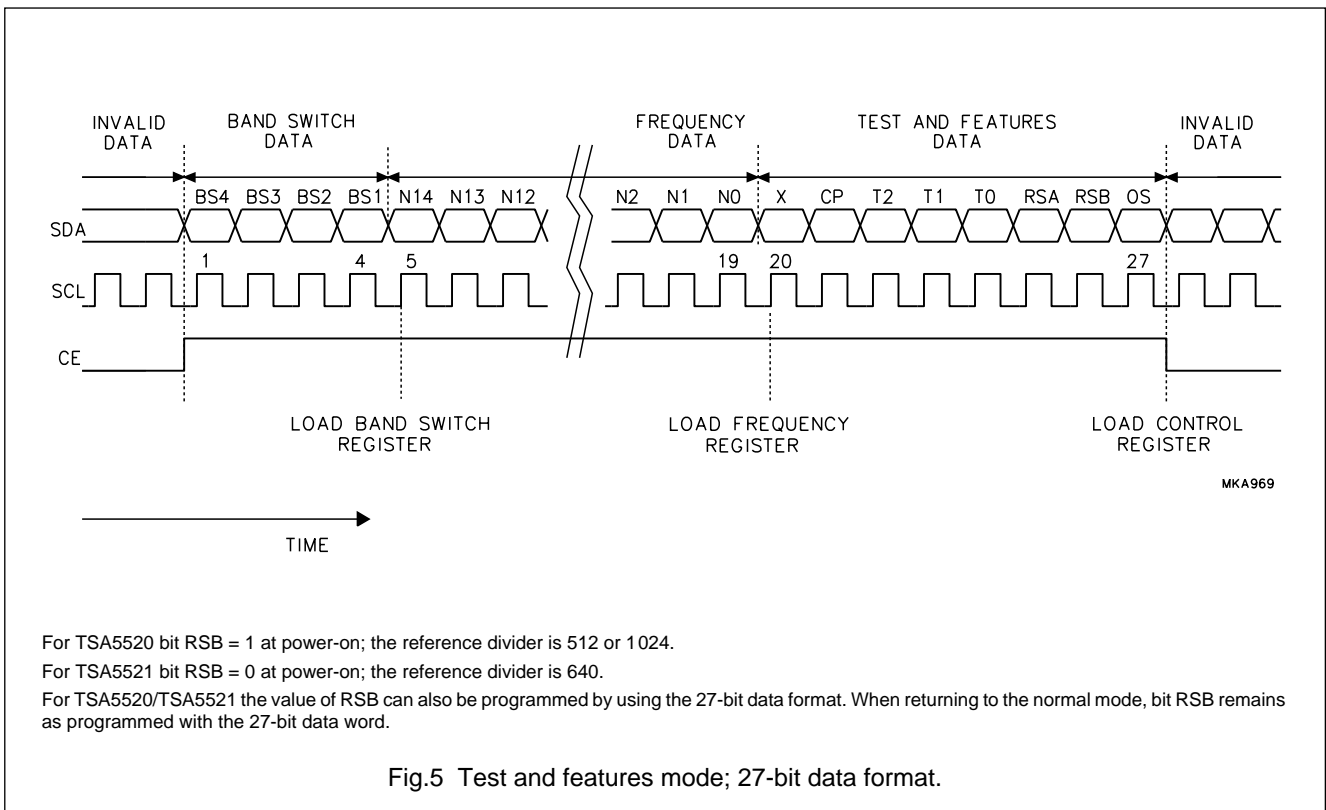 INVALID DATA
BAND SWITCH DATA
FREQUENCY DATA
TEST AND FEATURES DATA
INVALID DATA
BS4 BS3 BS2 BS1 N14 N13 N12 N2 N1 N0 X CP T2 T1 T0 RSA RSB OS
SDA
1 4 5 19 20 27
SCL
CE
LOAD BAND SWITCH
REGISTER
LOAD FREQUENCY
REGISTER
LOAD CONTROL
REGISTER
MKA969
TIME
For TSA5520 bit RSB = 1 at power-on; the reference divider is 512 or 1024.
For TSA5521 bit RSB = 0 at power-on; the reference divider is 640.
For TSA5520/TSA5521 the value of RSB can also be programmed by using the 27-bit data format. When returning to the normal mode, bit RSB remains
as programmed with the 27-bit data word.
Fig.5 Test and features mode; 27-bit data format.